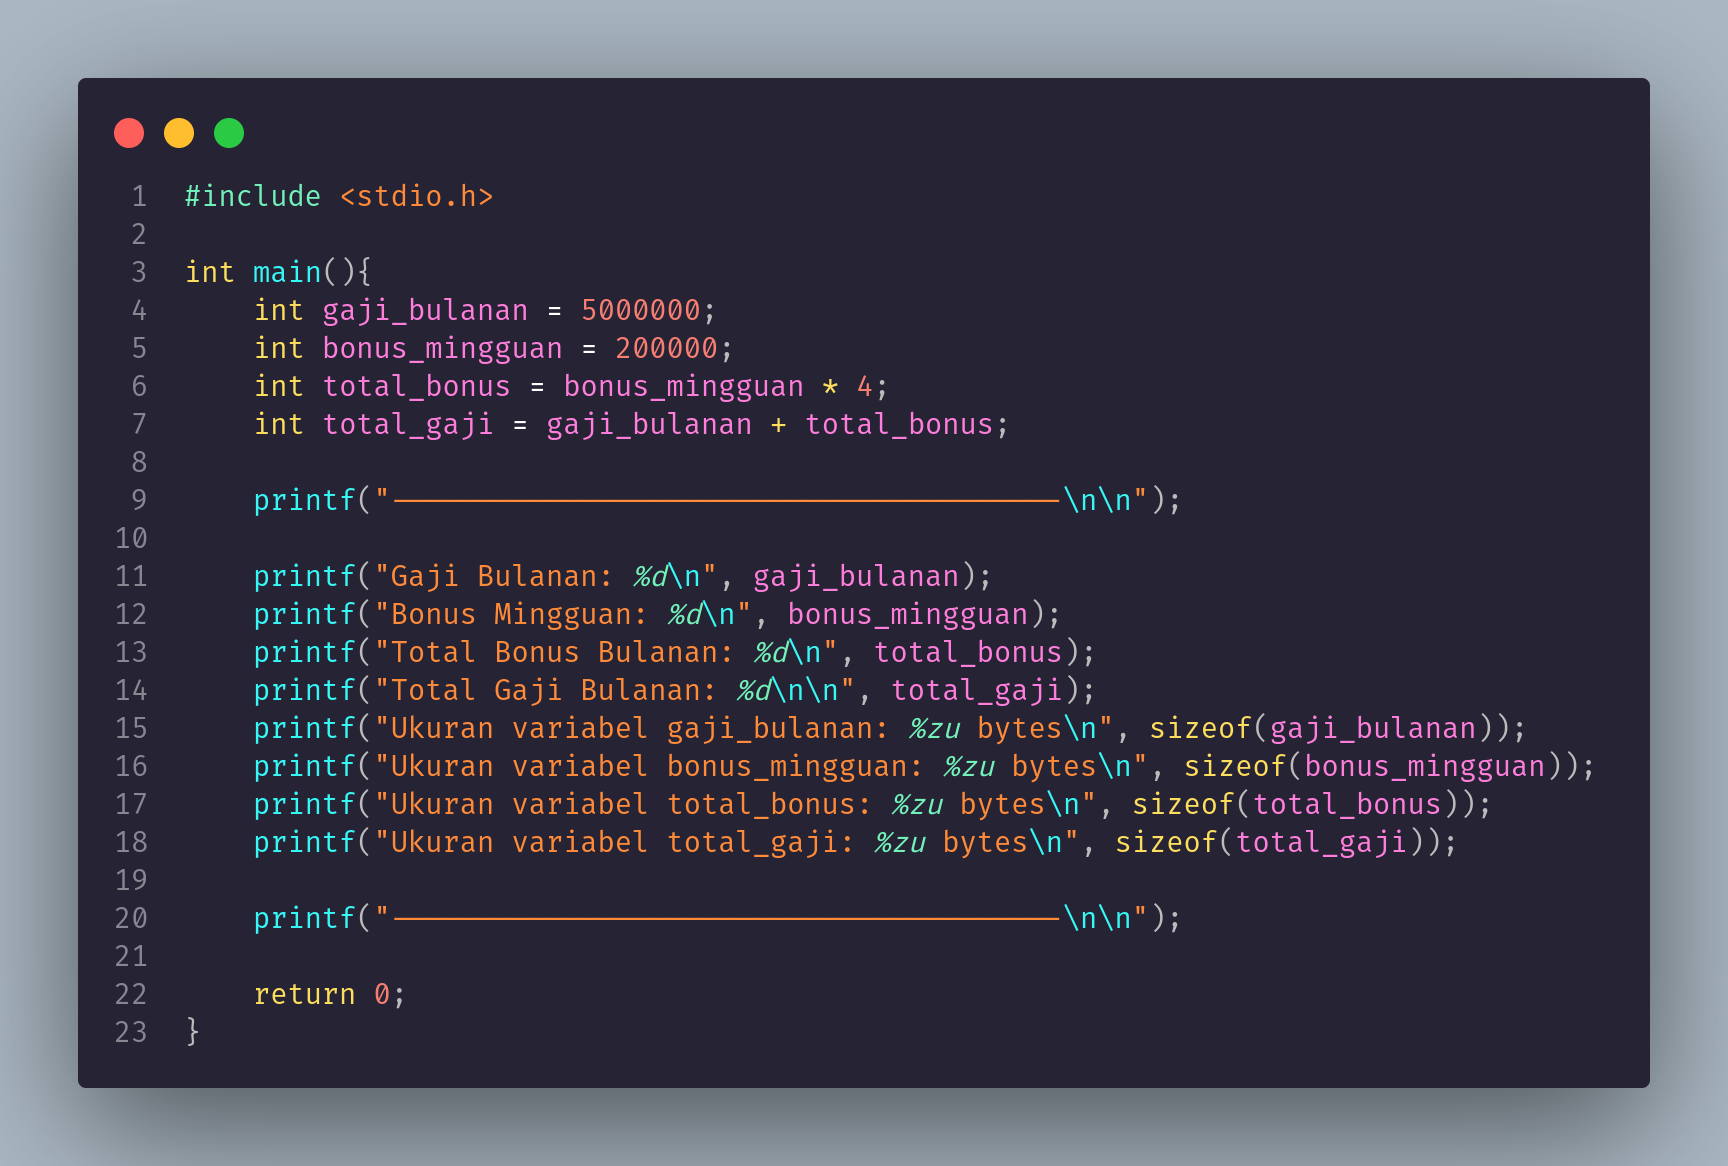 1 #include <stdio.h>
2
3 int main(){
4     int gaji_bulanan = 5000000;
5     int bonus_mingguan = 200000;
6     int total_bonus = bonus_mingguan * 4;
7     int total_gaji = gaji_bulanan + total_bonus;
8
9     printf("---------------------------------------\n\n");
10
11     printf("Gaji Bulanan: %d\n", gaji_bulanan);
12     printf("Bonus Mingguan: %d\n", bonus_mingguan);
13     printf("Total Bonus Bulanan: %d\n", total_bonus);
14     printf("Total Gaji Bulanan: %d\n\n", total_gaji);
15     printf("Ukuran variabel gaji_bulanan: %zu bytes\n", sizeof(gaji_bulanan));
16     printf("Ukuran variabel bonus_mingguan: %zu bytes\n", sizeof(bonus_mingguan));
17     printf("Ukuran variabel total_bonus: %zu bytes\n", sizeof(total_bonus));
18     printf("Ukuran variabel total_gaji: %zu bytes\n", sizeof(total_gaji));
19
20     printf("---------------------------------------\n\n");
21
22     return 0;
23 }